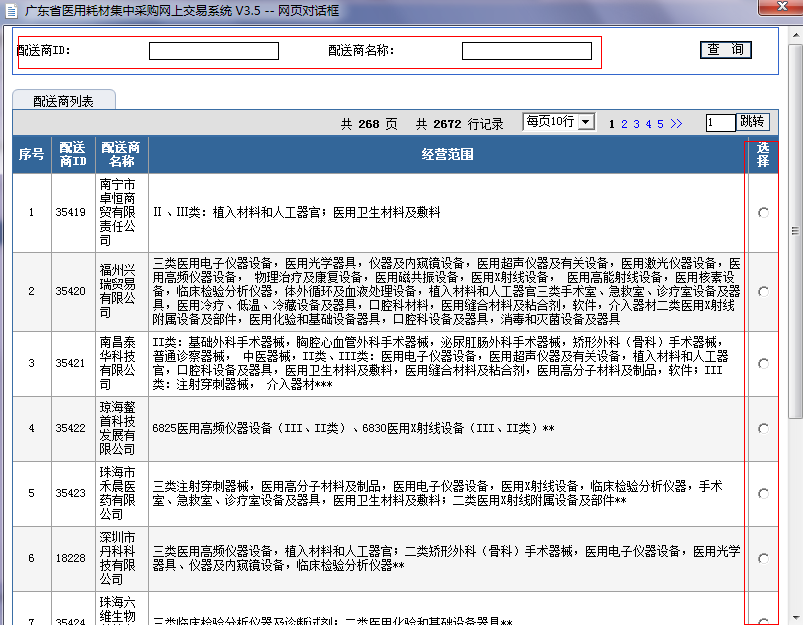 广东省医用耗材集中采购网上交易系统 V3.5 -- 网页对话框
配送商ID: 配送商名称: 查 询
配送商列表
共 268 页 共 2672 行记录 每页10行 1 2 3 4 5 >> 1 跳转
序号 配送商ID 配送商名称 经营范围 选择
1 35419 南宁市卓恒商贸有限责任公司 II、III类: 植入材料和人工器官; 医用卫生材料及敷料
2 35420 福州兴瑞贸易有限公司
三类医用电子仪器设备, 医用光学器具, 仪器及内窥镜设备, 医用超声仪器及有关设备, 医用激光仪器设备, 医
用高频仪器设备, 物理治疗及康复设备, 医用磁共振设备, 医用X射线设备, 医用高能射线设备, 医用核素设
备, 临床检验分析仪器, 体外循环及血液处理设备, 植入材料和人工器官三类手术室、急救室、诊疗室设备及器
具, 医用冷疗、低温、冷藏设备及器具, 口腔科材料, 医用缝合材料及粘合剂, 软件, 介入器材二类医用X射线
附属设备及部件, 医用化验和基础设备器具, 口腔科设备及器具, 消毒和灭菌设备及器具
3 35421 南昌泰华科技有限公司
II类: 基础外科手术器械, 胸腔心血管外科手术器械, 泌尿肛肠外科手术器械, 矫形外科（骨科）手术器械,
普通诊察器械, 中医器械, II类、III类: 医用电子仪器设备, 医用超声仪器及有关设备, 植入材料和人工器
官, 口腔科设备及器具, 医用卫生材料及敷料, 医用缝合材料及粘合剂, 医用高分子材料及制品, 软件; III
类: 注射穿刺器械, 介入器材***
4 35422 琼海鳌首科技发展有限公司 6825医用高频仪器设备（III、II类）、6830医用X射线设备（III、II类）**
5 35423 珠海市禾晨医药有限公司
三类注射穿刺器械, 医用高分子材料及制品, 医用电子仪器设备, 医用X射线设备, 临床检验分析仪器, 手术
室、急救室、诊疗室设备及器具, 医用卫生材料及敷料; 二类医用X射线附属设备及部件**
6 18228 深圳市丹科科技有限公司
三类医用高频仪器设备, 植入材料和人工器官; 二类矫形外科（骨科）手术器械, 医用电子仪器设备, 医用光学
器具、仪器及内窥镜设备, 临床检验分析仪器**
7 35424 珠海六维生物
三类临床检验分析仪器及诊断试剂; 二类医用化验和基础设备器具**